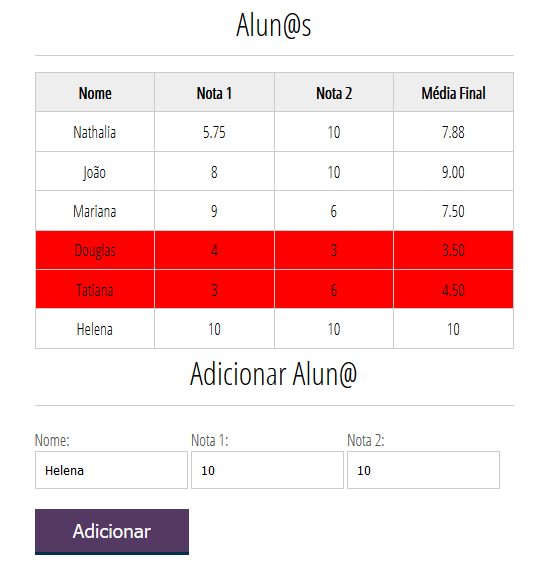 Alun@s
Nome Nota 1 Nota 2 Média Final
Nathalia 5.75 10 7.88
João 8 10 9.00
Mariana 9 6 7.50
Douglas 4 3 3.50
Tatiana 3 6 4.50
Helena 10 10 10
Adicionar Alun@
Nome: Nota 1: Nota 2:
Helena 10 10
Adicionar